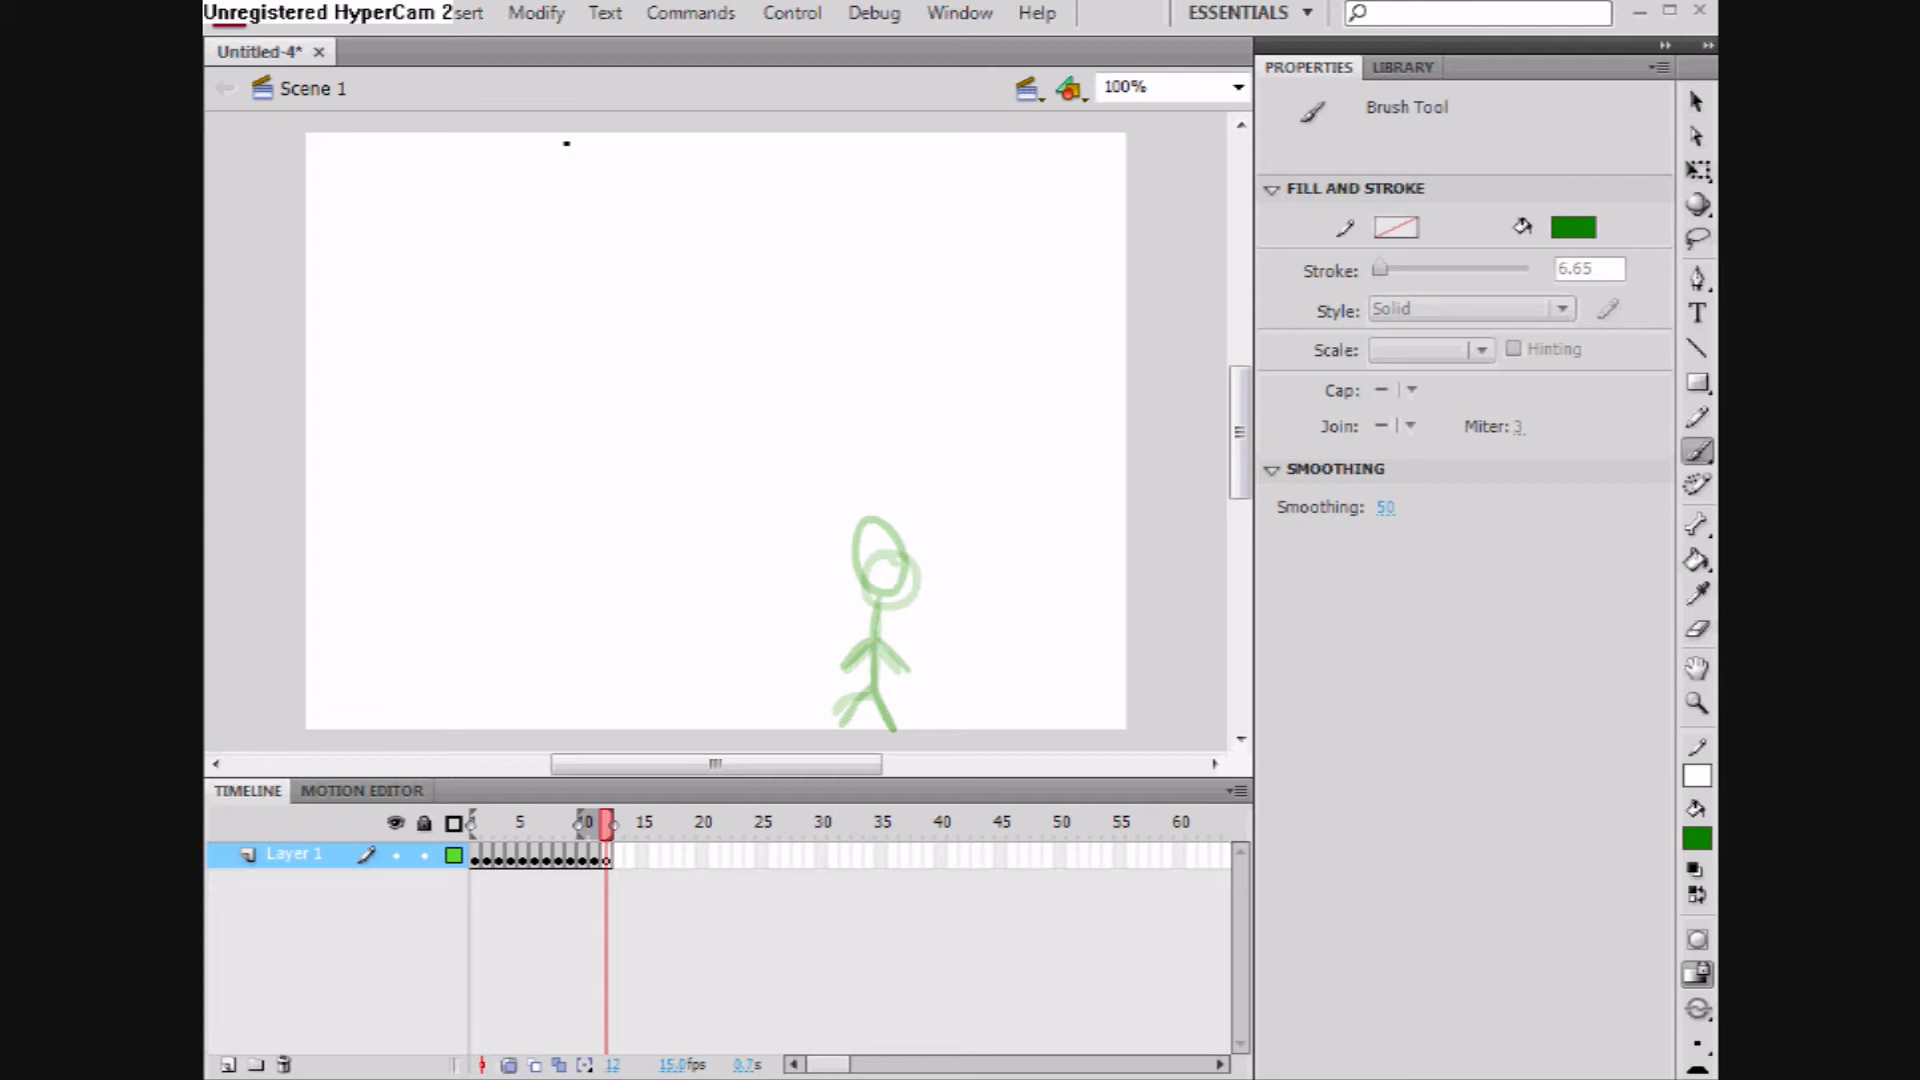 Unregistered HyperCam 2sert Modify Text Commands Control Debug Window Help ESSENTIALS
Untitled-4*
Scene 1 100%
PROPERTIES LIBRARY
Brush Tool
FILL AND STROKE
Stroke: 6.65
Style: Solid
Scale: Hinting
Cap:
Join: Miter: 3
SMOOTHING
Smoothing: 50
TIMELINE MOTION EDITOR
5 10 15 20 25 30 35 40 45 50 55 60
Layer 1
12 15.0fps 0.7s